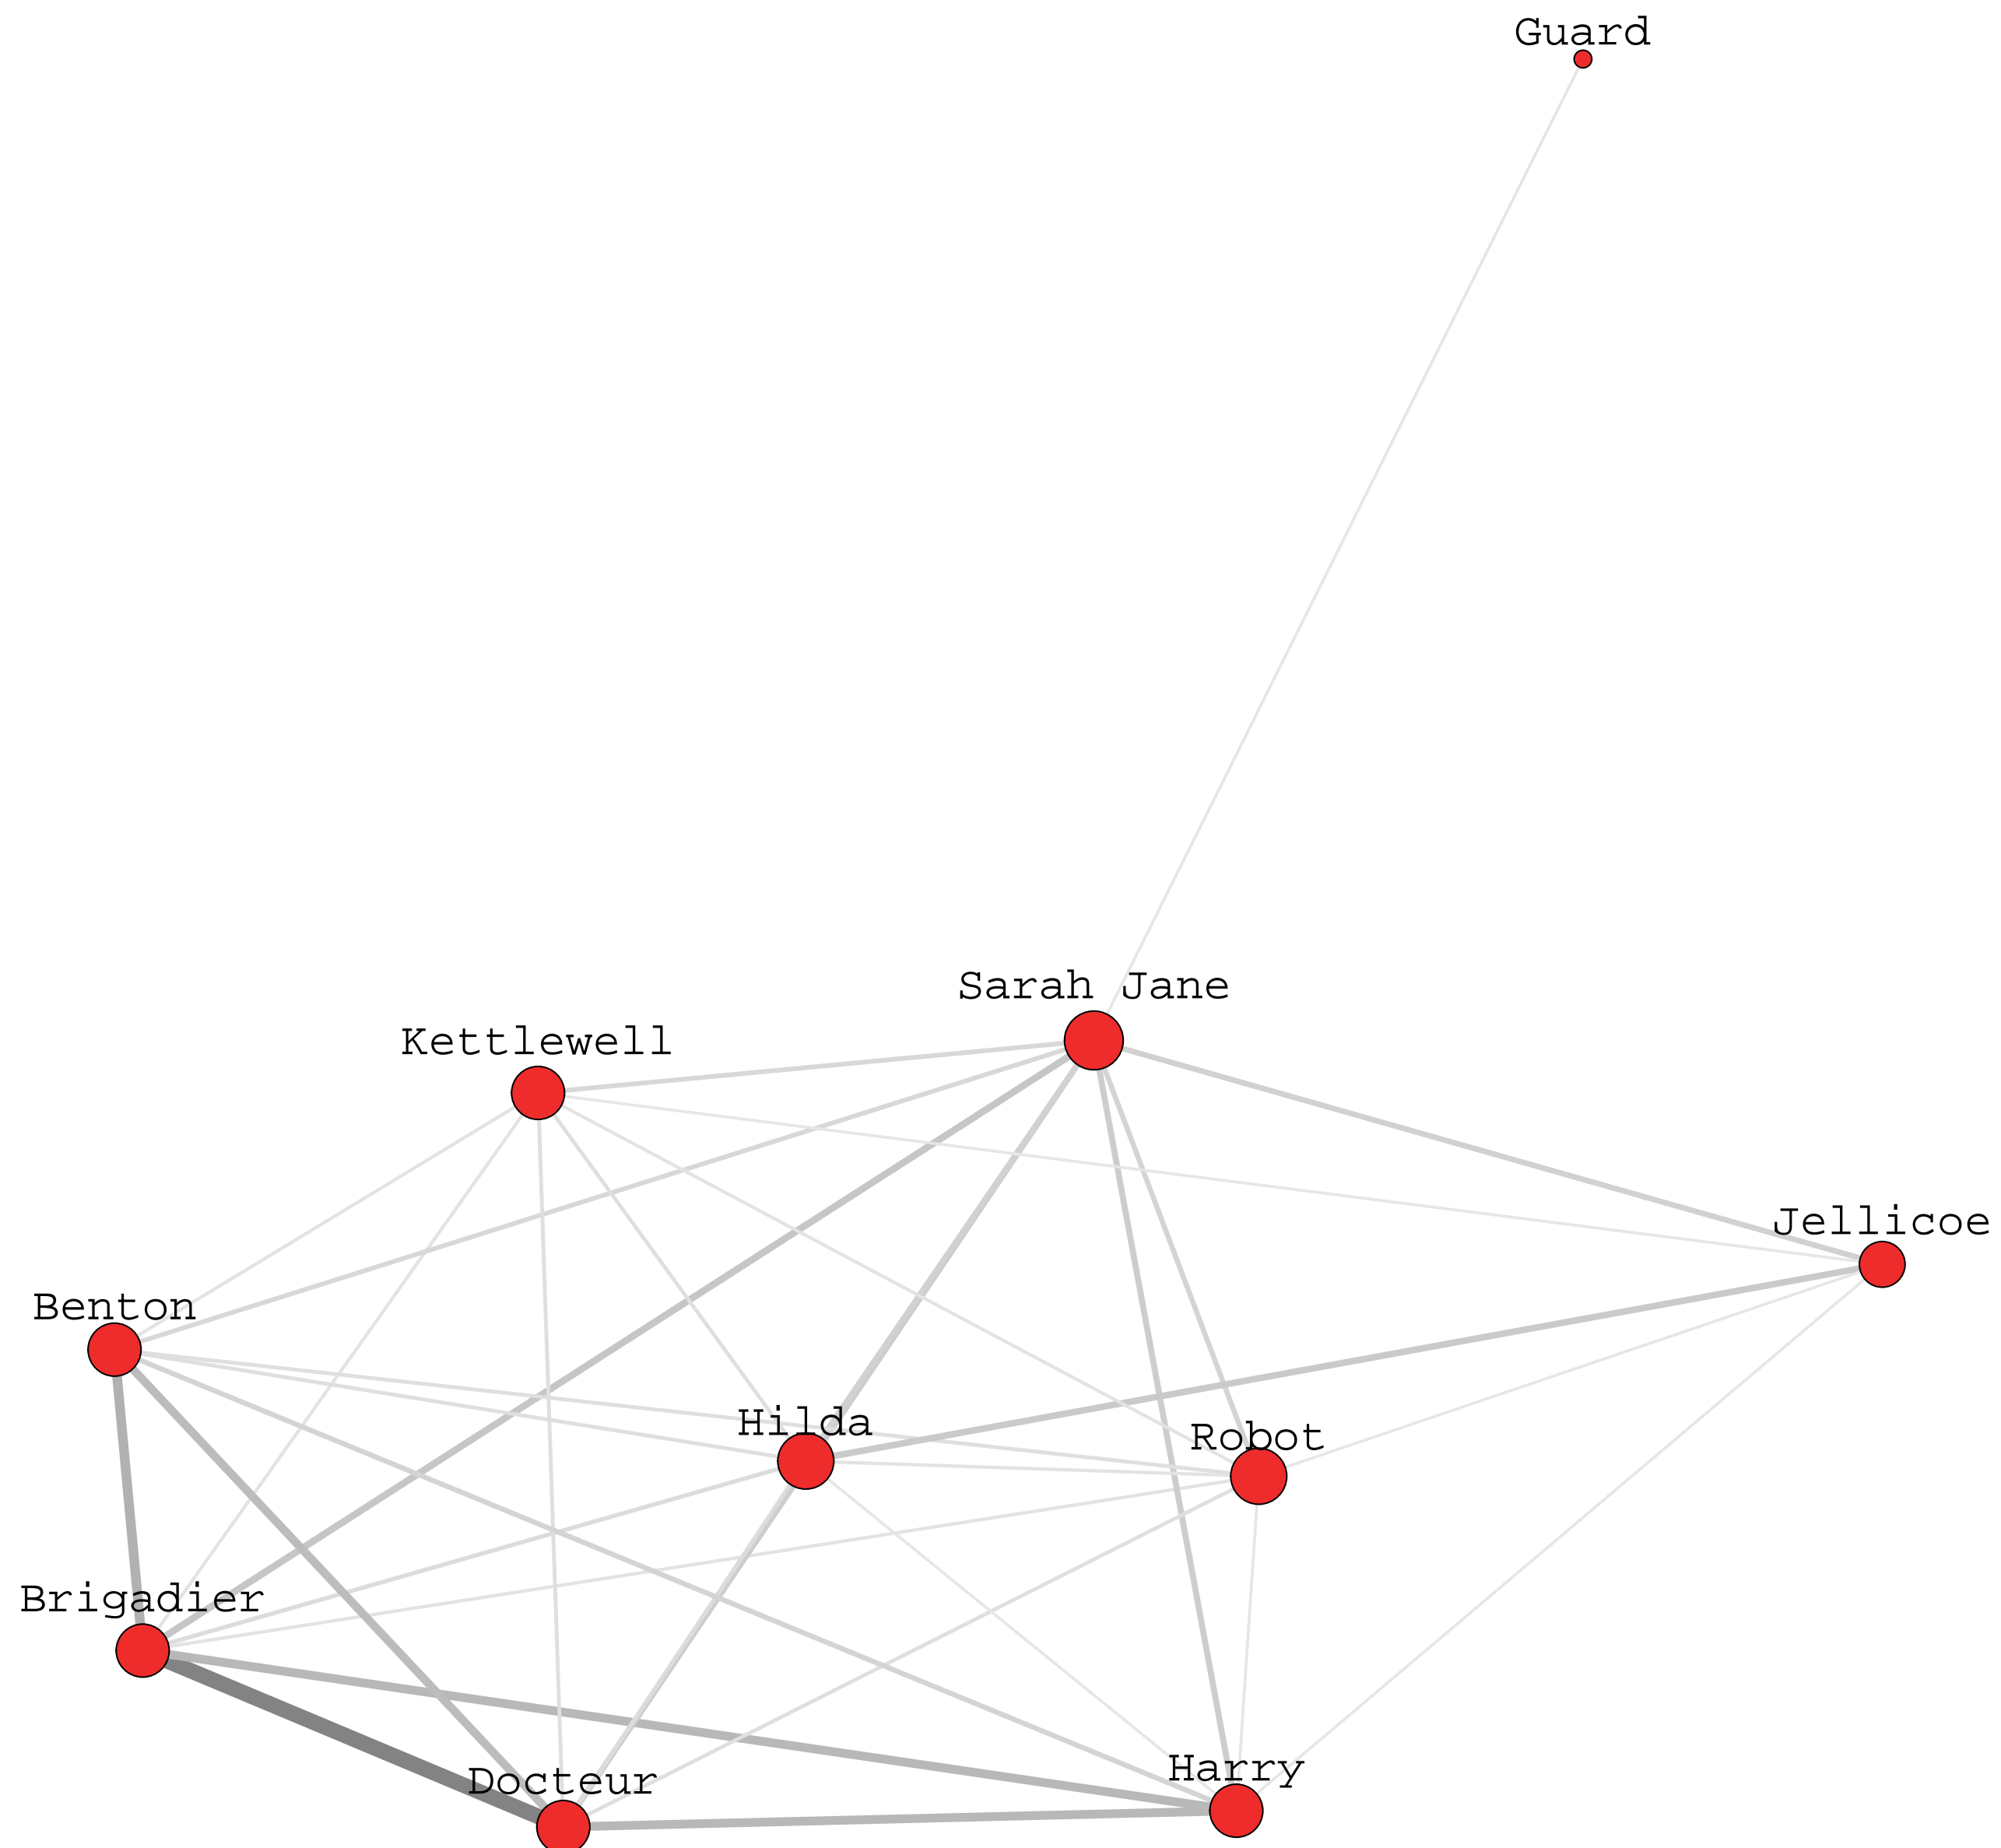 Guard
Sarah Jane
Kettlewell
Jellicoe
Benton
Hilda
Robot
Brigadier
Harry
Docteur